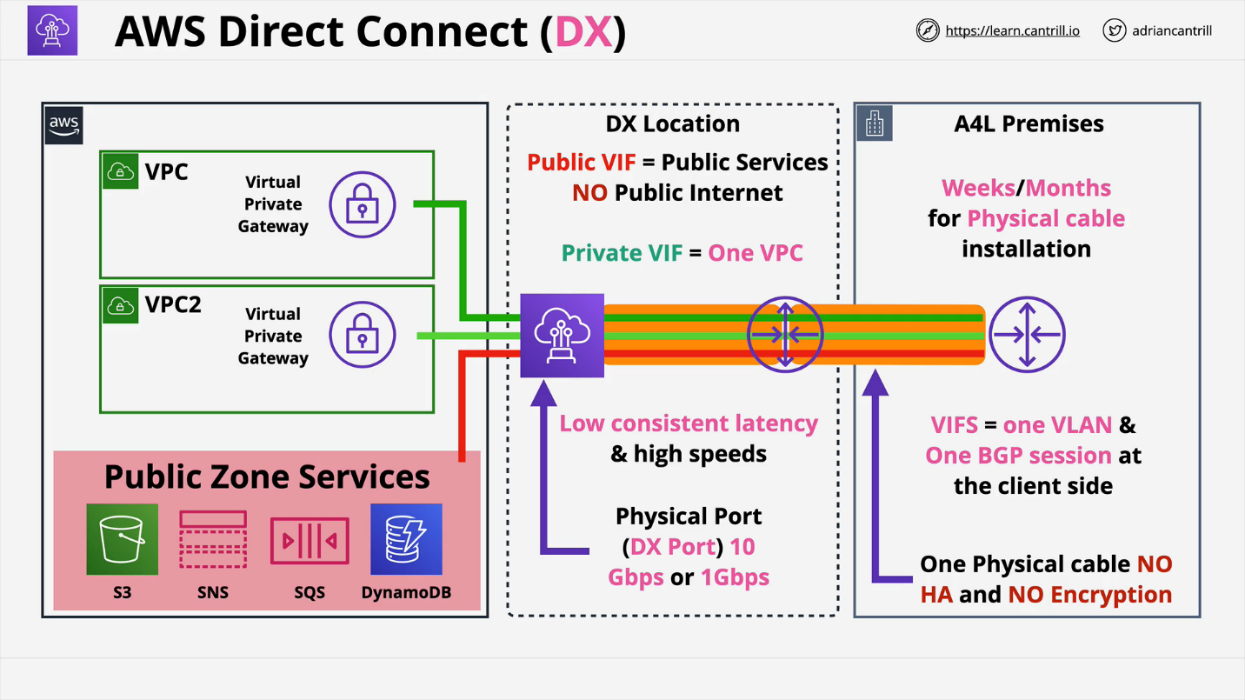 AWS Direct Connect (DX)
https://learn.cantrill.io
adriancantrill
aws
VPC
Virtual
Private
Gateway
VPC2
Virtual
Private
Gateway
Public Zone Services
S3
SNS
SQS
DynamoDB
DX Location
Public VIF = Public Services
NO Public Internet
Private VIF = One VPC
Low consistent latency
& high speeds
Physical Port
(DX Port) 10
Gbps or 1Gbps
A4L Premises
Weeks/Months
for Physical cable
installation
VIFS = one VLAN &
One BGP session at
the client side
One Physical cable NO
HA and NO Encryption